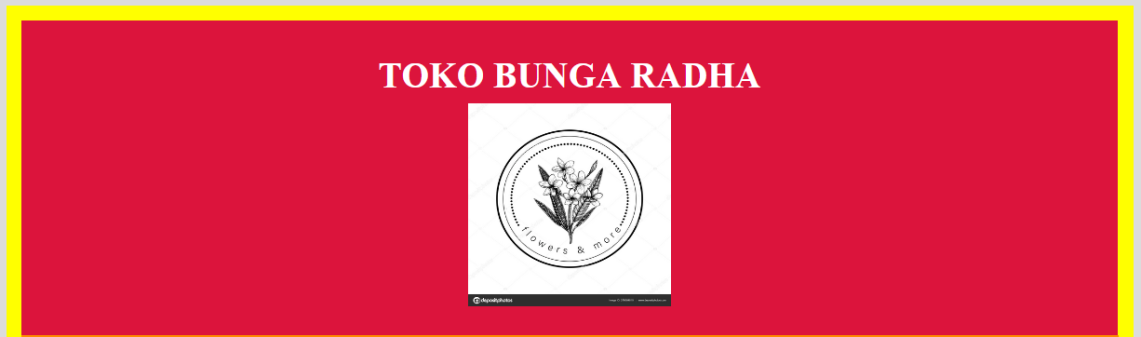 TOKO BUNGA RADHA
flowers & more
depositphotos